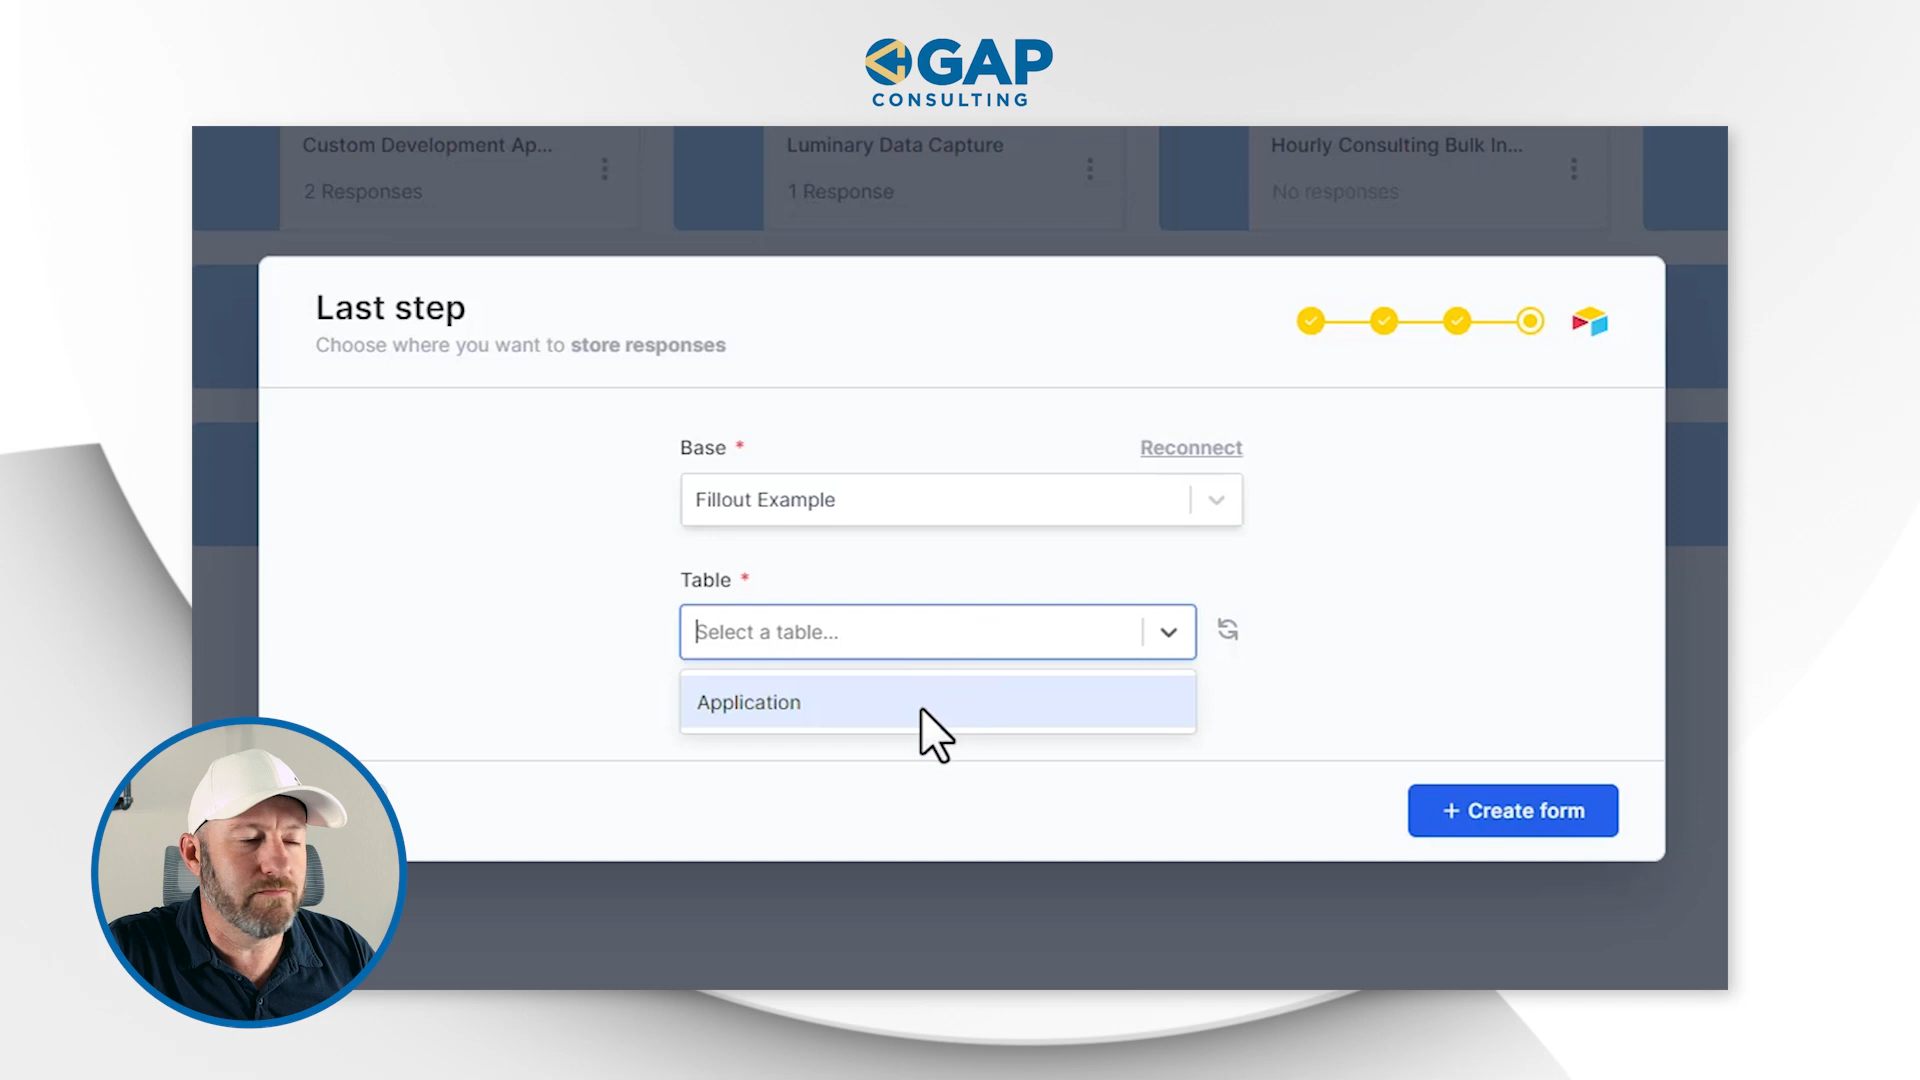 GAP
CONSULTING
Custom Development Ap...
2 Responses
Luminary Data Capture
1 Response
Hourly Consulting Bulk In...
No responses
Last step
Choose where you want to store responses
Base *
Reconnect
Fillout Example
Table *
Select a table...
Application
+ Create form